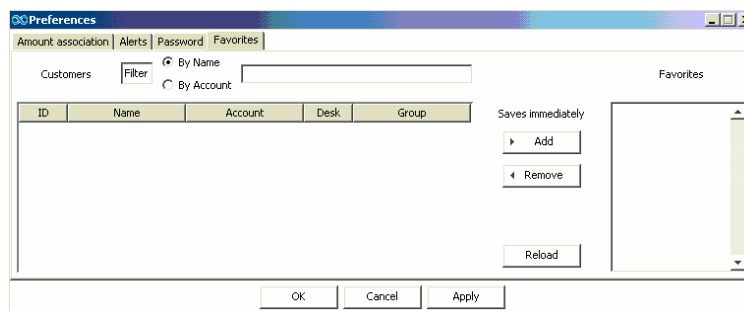 Preferences
Amount association Alerts Password Favorites
Customers Filter By Name
By Account
Favorites
ID Name Account Desk Group
Saves immediately
Add
Remove
Reload
OK Cancel Apply